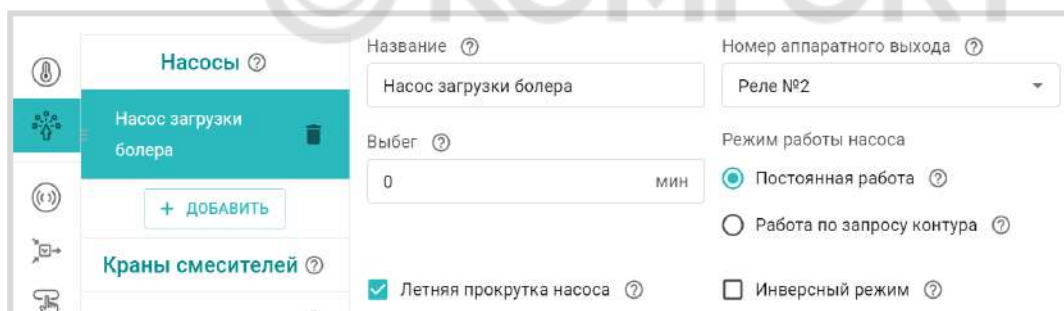 KOMFORT
Насосы
Насос загрузки
болера
+ ДОБАВИТЬ
Краны смесителей
Название
Насос загрузки болера
Выбег
0 мин
Летняя прокрутка насоса
Номер аппаратного выхода
Реле №2
Режим работы насоса
Постоянная работа
Работа по запросу контура
Инверсный режим